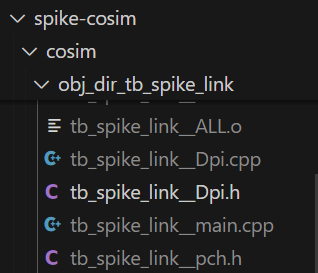 spike-cosim
cosim
obj_dir_tb_spike_link
tb_spike_link__ALL.o
tb_spike_link__Dpi.cpp
tb_spike_link__Dpi.h
tb_spike_link__main.cpp
tb_spike_link__pch.h